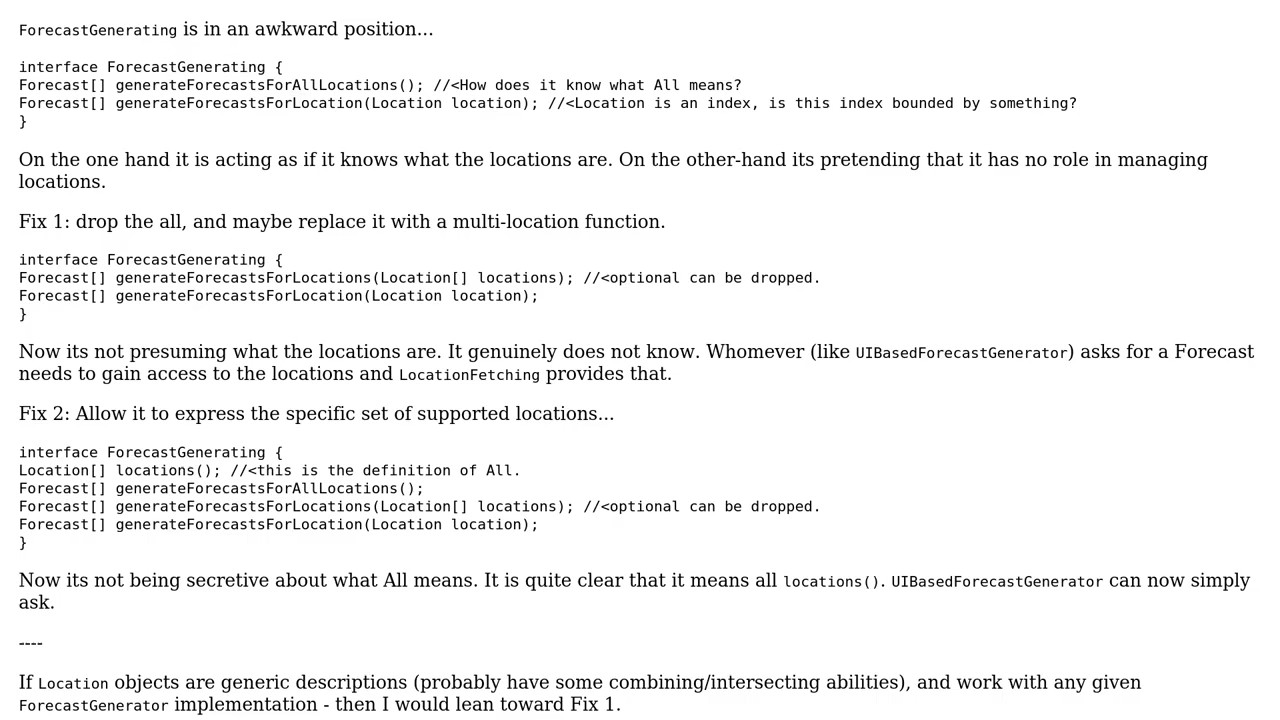 ForecastGenerating is in an awkward position...
interface ForecastGenerating {
Forecast[] generateForecastsForAllLocations(); //<How does it know what All means?
Forecast[] generateForecastsForLocation(Location location); //<Location is an index, is this index bounded by something?
}
On the one hand it is acting as if it knows what the locations are. On the other-hand its pretending that it has no role in managing
locations.
Fix 1: drop the all, and maybe replace it with a multi-location function.
interface ForecastGenerating {
Forecast[] generateForecastsForLocations(Location[] locations); //<optional can be dropped.
Forecast[] generateForecastsForLocation(Location location);
}
Now its not presuming what the locations are. It genuinely does not know. Whomever (like UIBasedForecastGenerator) asks for a Forecast
needs to gain access to the locations and LocationFetching provides that.
Fix 2: Allow it to express the specific set of supported locations...
interface ForecastGenerating {
Location[] locations(); //<this is the definition of All.
Forecast[] generateForecastsForAllLocations();
Forecast[] generateForecastsForLocations(Location[] locations); //<optional can be dropped.
Forecast[] generateForecastsForLocation(Location location);
}
Now its not being secretive about what All means. It is quite clear that it means all locations(). UIBasedForecastGenerator can now simply
ask.
----
If Location objects are generic descriptions (probably have some combining/intersecting abilities), and work with any given
ForecastGenerator implementation - then I would lean toward Fix 1.